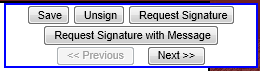 Save Unsign Request Signature
Request Signature with Message
<< Previous Next >>